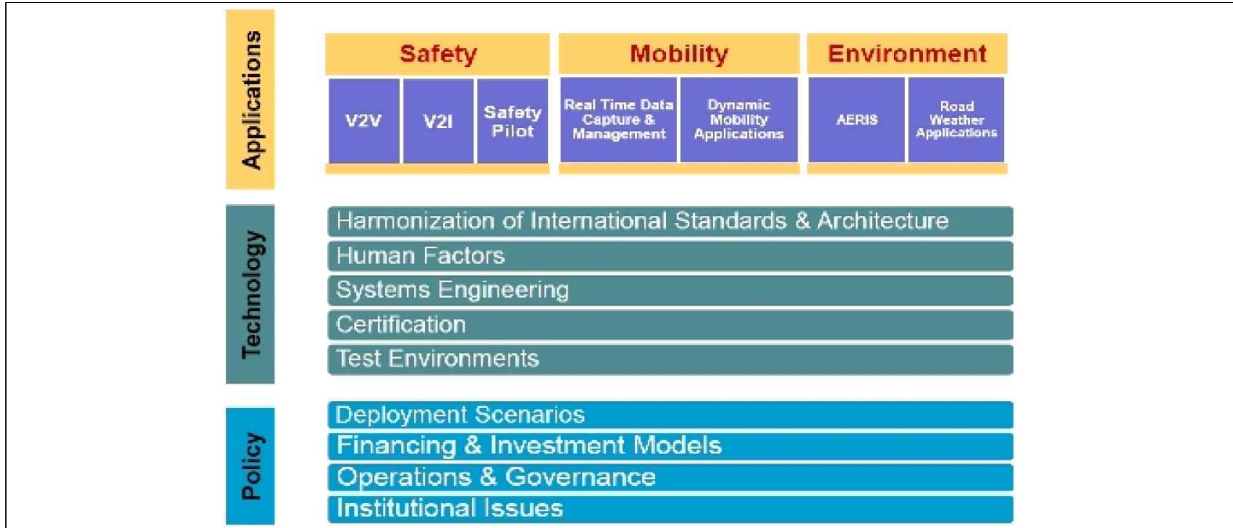 Applications
Safety
Mobility
Environment
V2V
V2I
Safety
Pilot
Real Time Data
Capture &
Management
Dynamic
Mobility
Applications
AERIS
Road
Weather
Applications
Technology
Harmonization of International Standards & Architecture
Human Factors
Systems Engineering
Certification
Test Environments
Policy
Deployment Scenarios
Financing & Investment Models
Operations & Governance
Institutional Issues